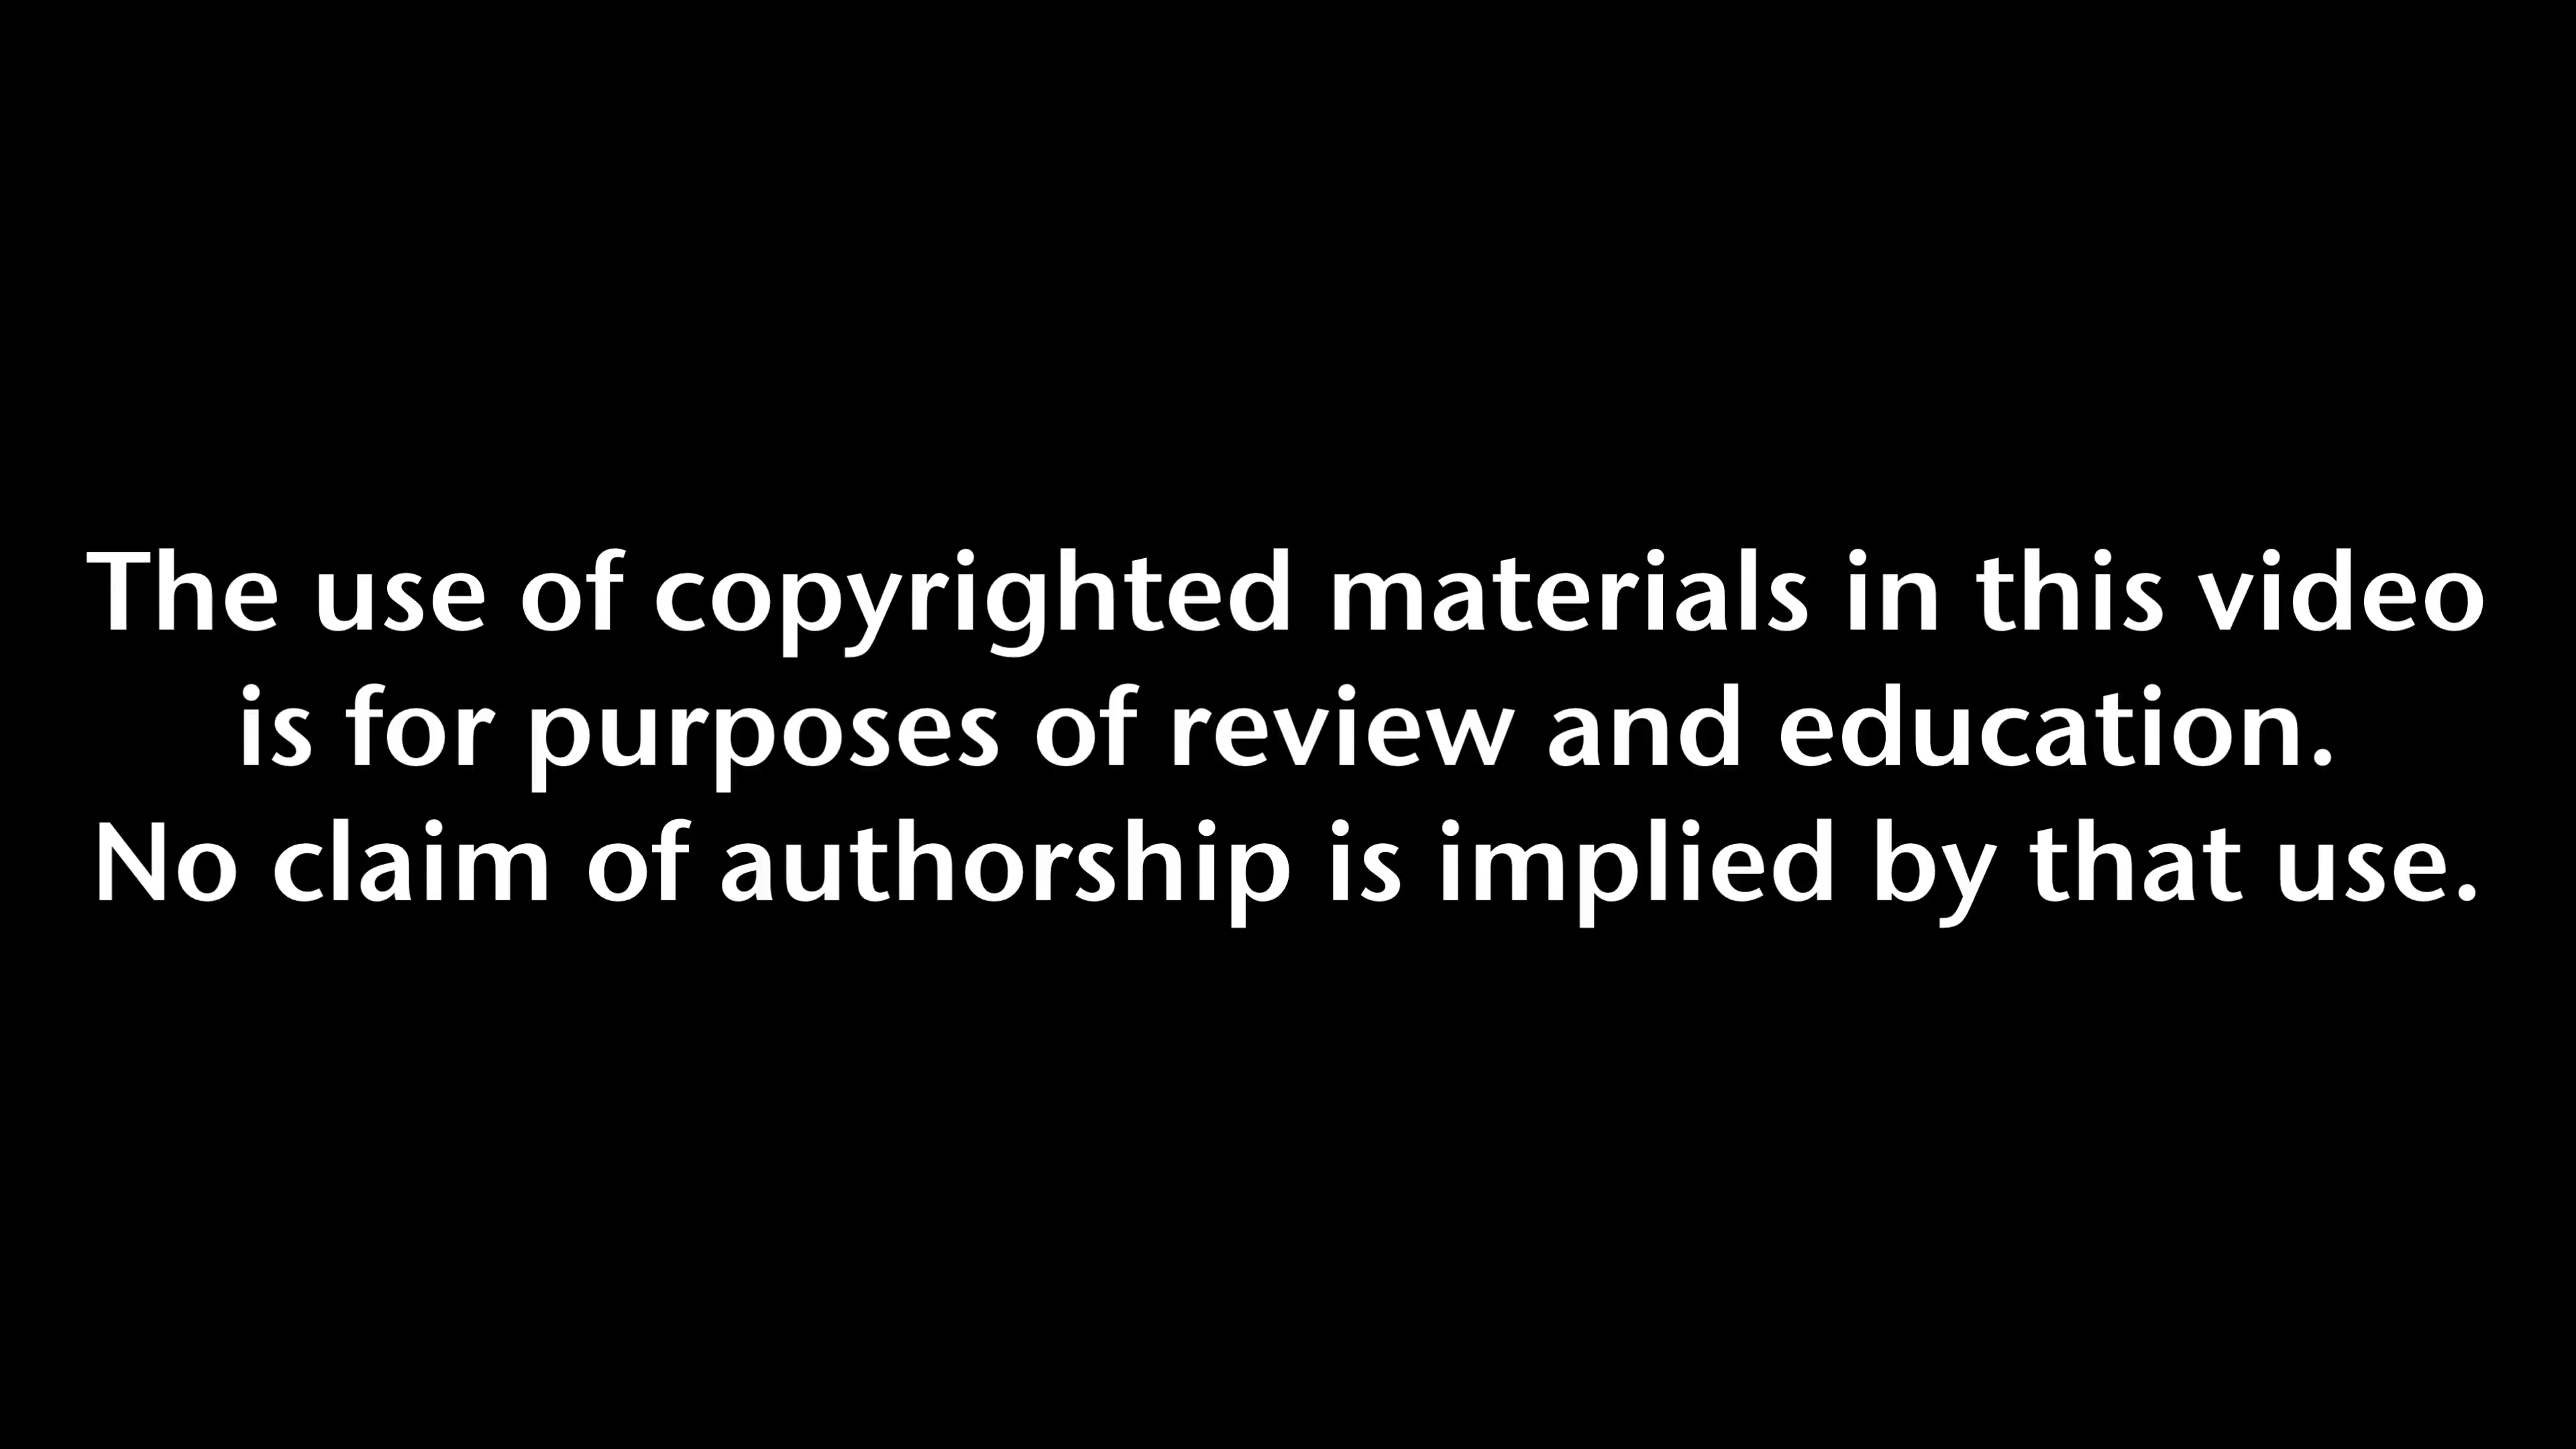 The use of copyrighted materials in this video
is for purposes of review and education.
No claim of authorship is implied by that use.